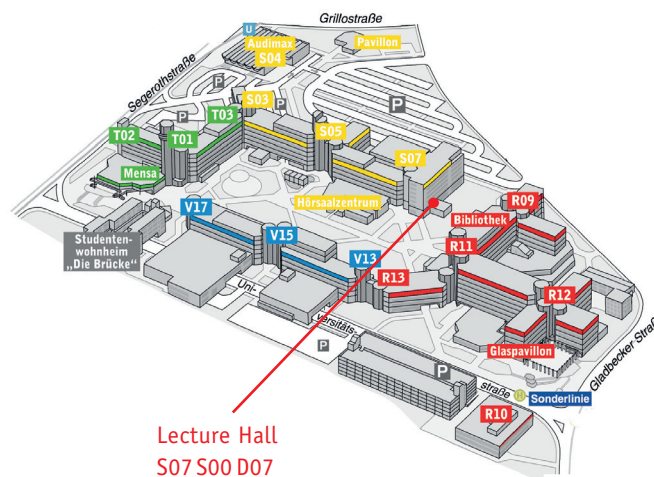 Grillostraße
U
Audimax
S04
Pavillon
Segerothstraße
P
P
S03
P
T03
T02
T01
S05
S07
Mensa
Hörsaalzentrum
R09
Bibliothek
V17
V15
R11
Studenten-
wohnheim
„Die Brücke“
V13
R13
Uni-
versitäts-
straße
R12
P
Glaspavillon
P
Gladbecker Straß
H
Sonderlinie
R10
Lecture Hall
S07 S00 D07